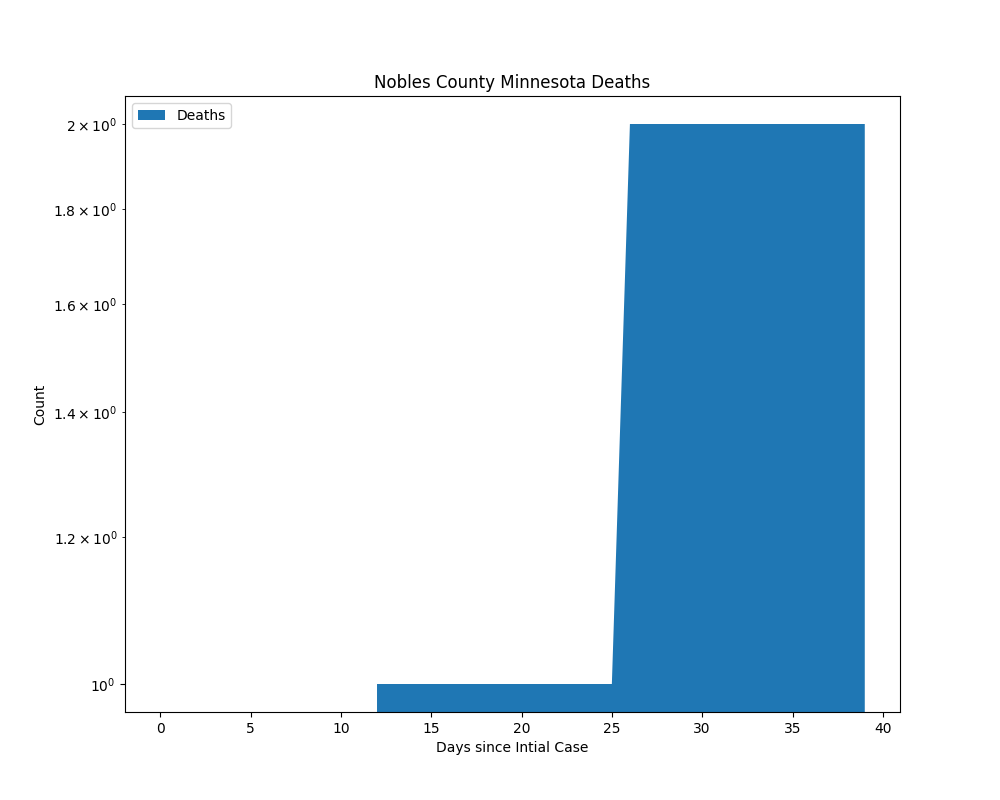 Nobles County Minnesota Deaths
Deaths
2 × 10⁰
1.8 × 10⁰
1.6 × 10⁰
1.4 × 10⁰
1.2 × 10⁰
10⁰
Count
0 5 10 15 20 25 30 35 40
Days since Intial Case